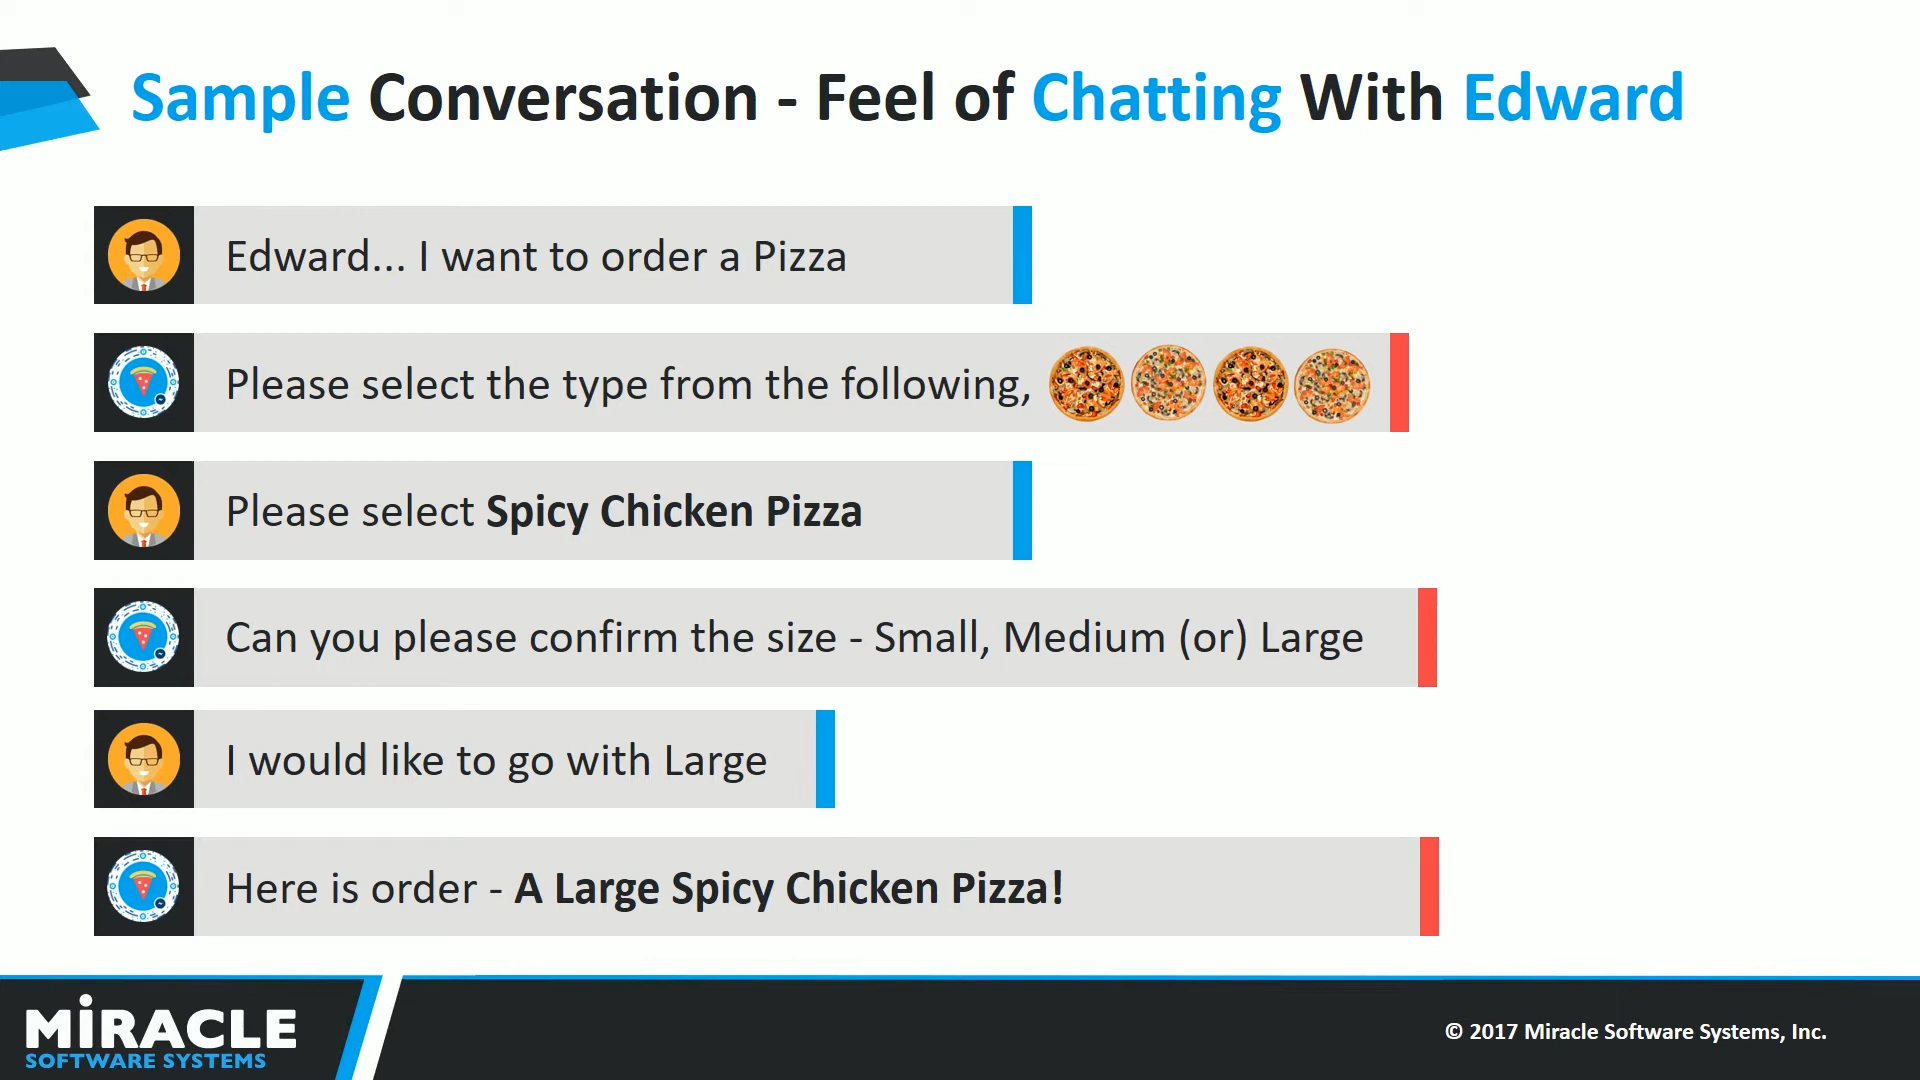 Sample Conversation - Feel of Chatting With Edward
Edward... I want to order a Pizza
Please select the type from the following,
Please select Spicy Chicken Pizza
Can you please confirm the size - Small, Medium (or) Large
I would like to go with Large
Here is order - A Large Spicy Chicken Pizza!
MiRACLE
SOFTWARE SYSTEMS
© 2017 Miracle Software Systems, Inc.